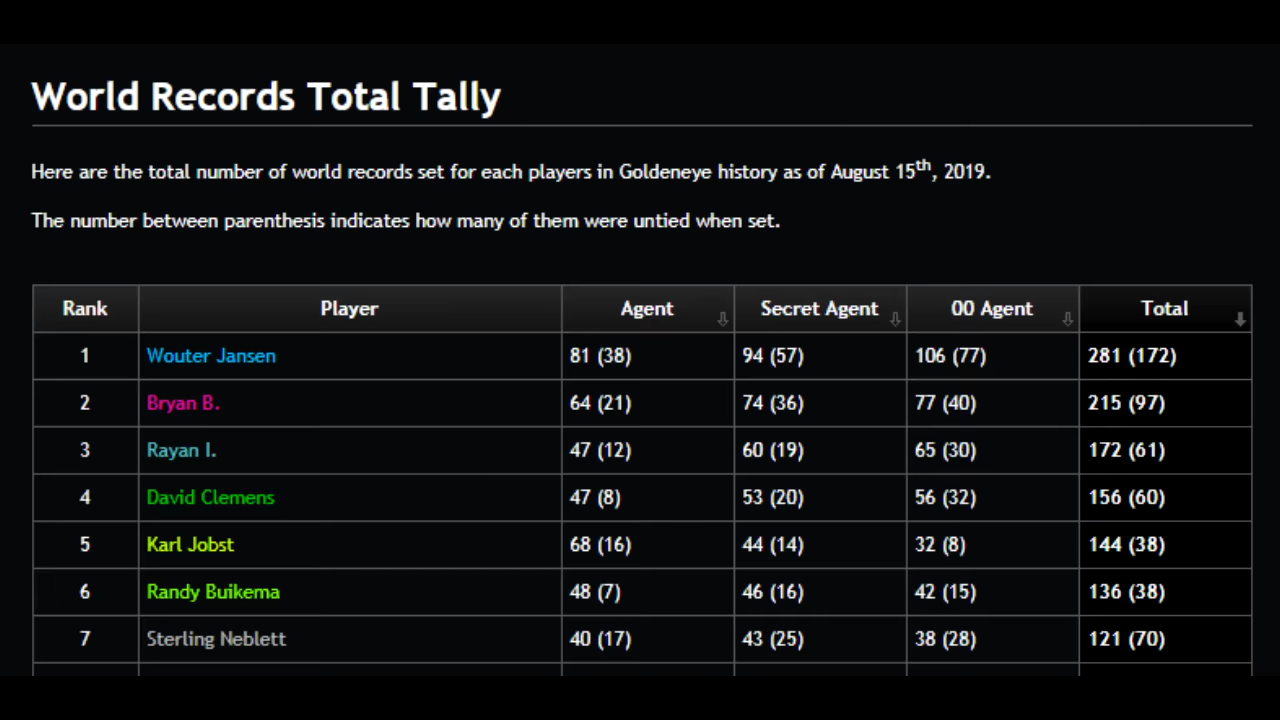 World Records Total Tally
Here are the total number of world records set for each players in Goldeneye history as of August 15th, 2019.
The number between parenthesis indicates how many of them were untied when set.
Rank Player Agent Secret Agent 00 Agent Total
1 Wouter Jansen 81 (38) 94 (57) 106 (77) 281 (172)
2 Bryan B. 64 (21) 74 (36) 77 (40) 215 (97)
3 Rayan I. 47 (12) 60 (19) 65 (30) 172 (61)
4 David Clemens 47 (8) 53 (20) 56 (32) 156 (60)
5 Karl Jobst 68 (16) 44 (14) 32 (8) 144 (38)
6 Randy Buikema 48 (7) 46 (16) 42 (15) 136 (38)
7 Sterling Neblett 40 (17) 43 (25) 38 (28) 121 (70)